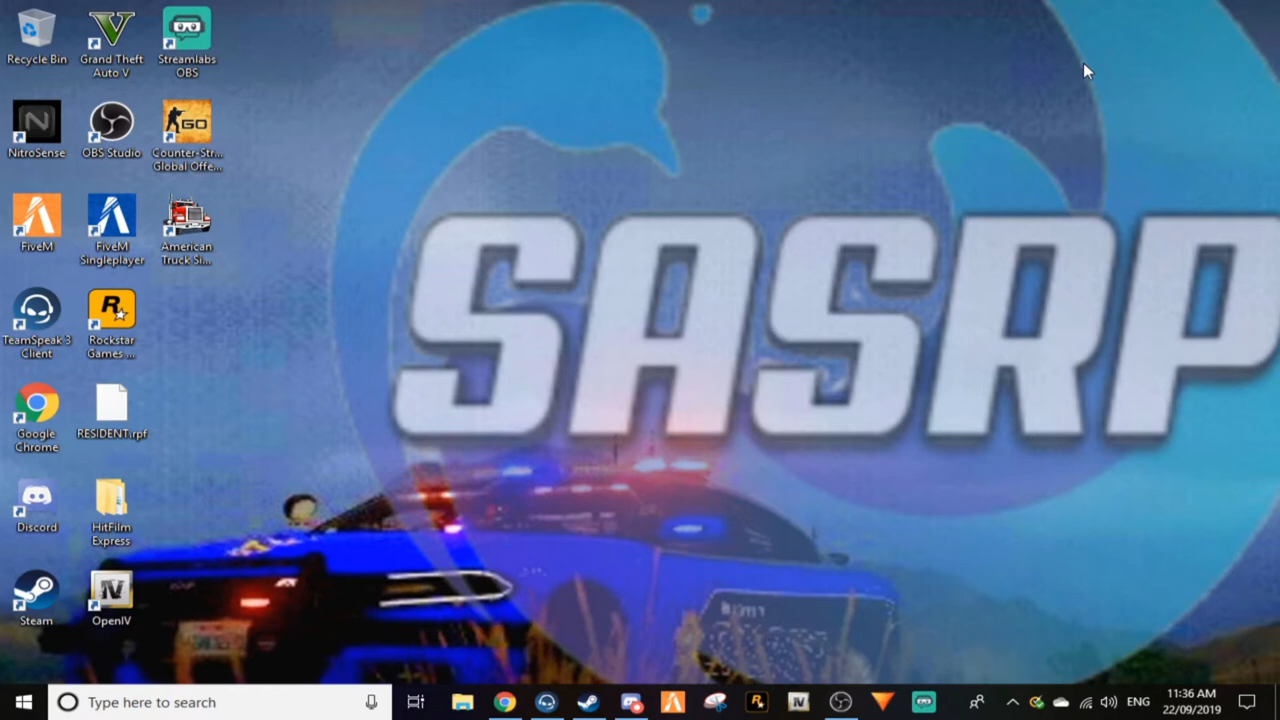 Recycle Bin
Grand Theft
Auto V
Streamlabs
OBS
NitroSense
OBS Studio
Counter-Str...
Global Offe...
GO
FiveM
FiveM
Singleplayer
American
Truck Si...
TeamSpeak 3
Client
Rockstar
Games ...
Google
Chrome
RESIDENT.rpf
Discord
HitFilm
Express
Steam
OpenIV
SASRP
Type here to search
ENG
11:36 AM
22/09/2019